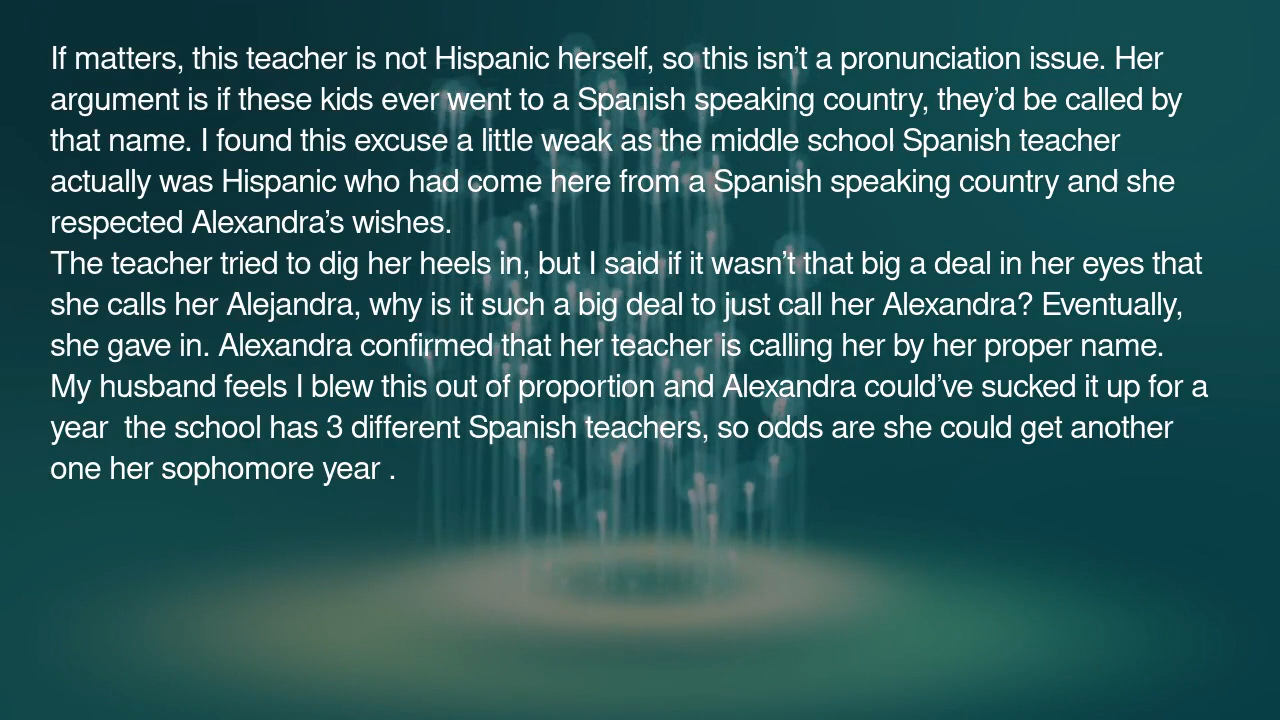 If matters, this teacher is not Hispanic herself, so this isn’t a pronunciation issue. Her
argument is if these kids ever went to a Spanish speaking country, they’d be called by
that name. I found this excuse a little weak as the middle school Spanish teacher
actually was Hispanic who had come here from a Spanish speaking country and she
respected Alexandra’s wishes.
The teacher tried to dig her heels in, but I said if it wasn’t that big a deal in her eyes that
she calls her Alejandra, why is it such a big deal to just call her Alexandra? Eventually,
she gave in. Alexandra confirmed that her teacher is calling her by her proper name.
My husband feels I blew this out of proportion and Alexandra could’ve sucked it up for a
year  the school has 3 different Spanish teachers, so odds are she could get another
one her sophomore year .